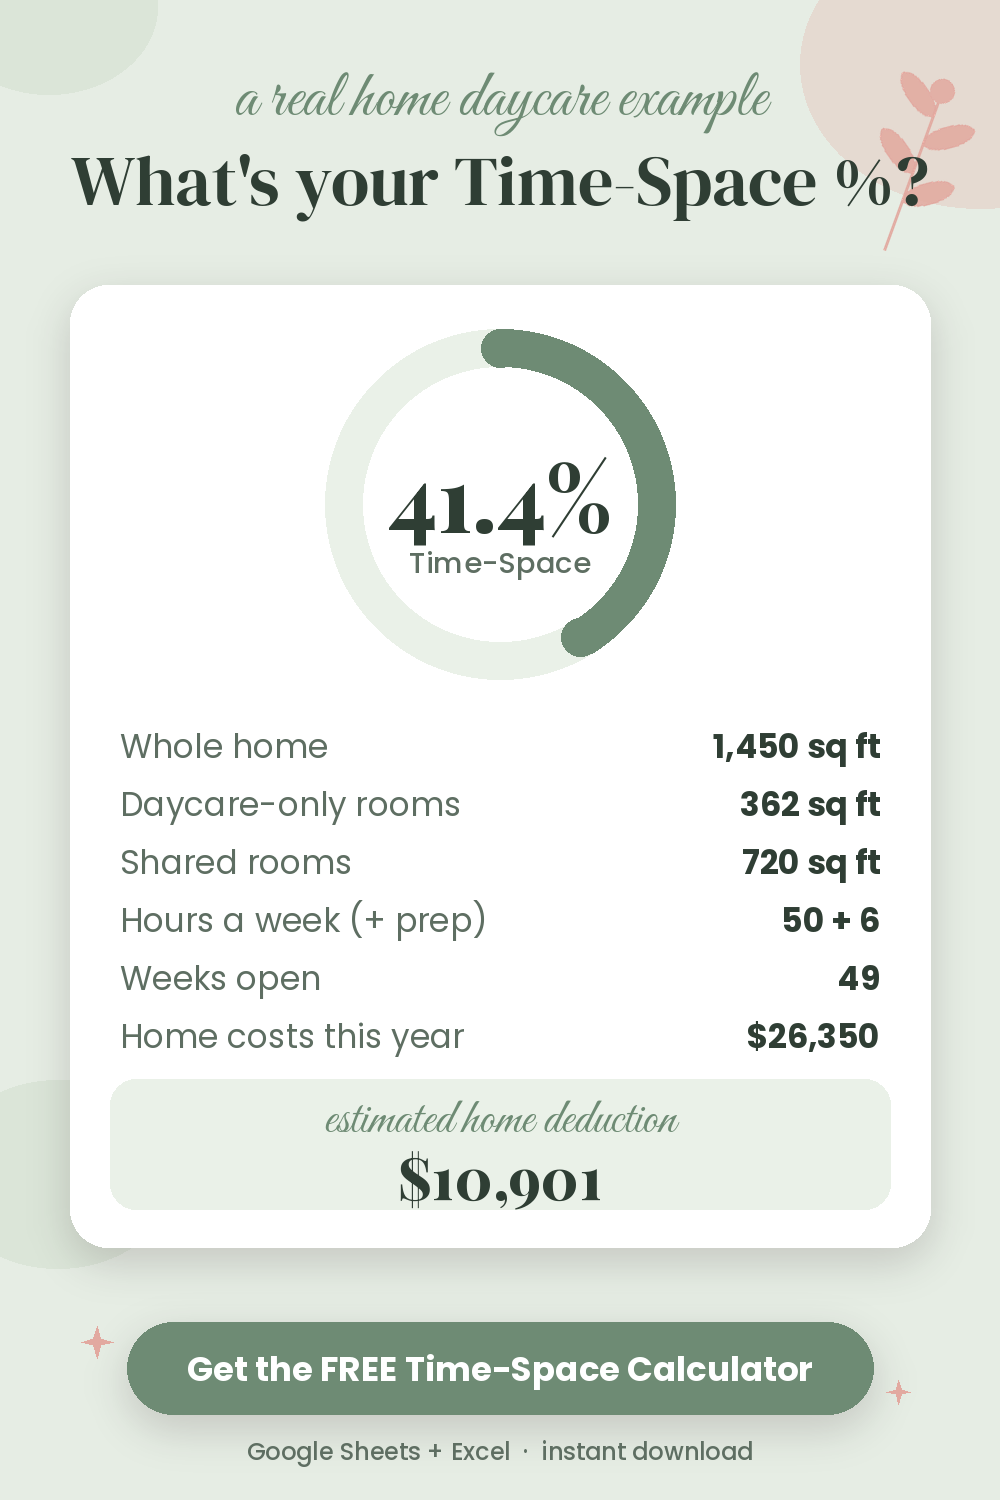 a real home daycare example
What's your Time-Space %?
41.4%
Time-Space
Whole home 1,450 sq ft
Daycare-only rooms 362 sq ft
Shared rooms 720 sq ft
Hours a week (+ prep) 50 + 6
Weeks open 49
Home costs this year $26,350
estimated home deduction
$10,901
Get the FREE Time-Space Calculator
Google Sheets + Excel · instant download